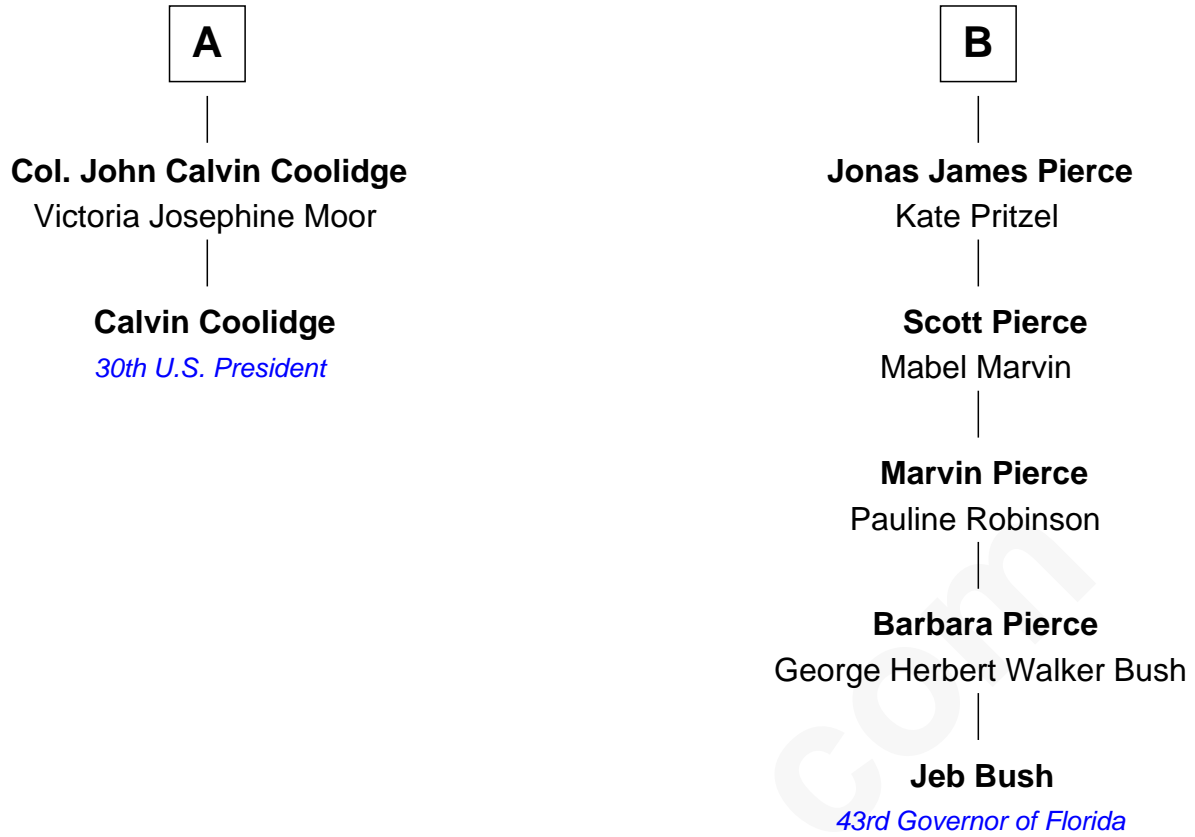 A
Col. John Calvin Coolidge
Victoria Josephine Moor
Calvin Coolidge
30th U.S. President
B
Jonas James Pierce
Kate Pritzel
Scott Pierce
Mabel Marvin
Marvin Pierce
Pauline Robinson
Barbara Pierce
George Herbert Walker Bush
Jeb Bush
43rd Governor of Florida
com